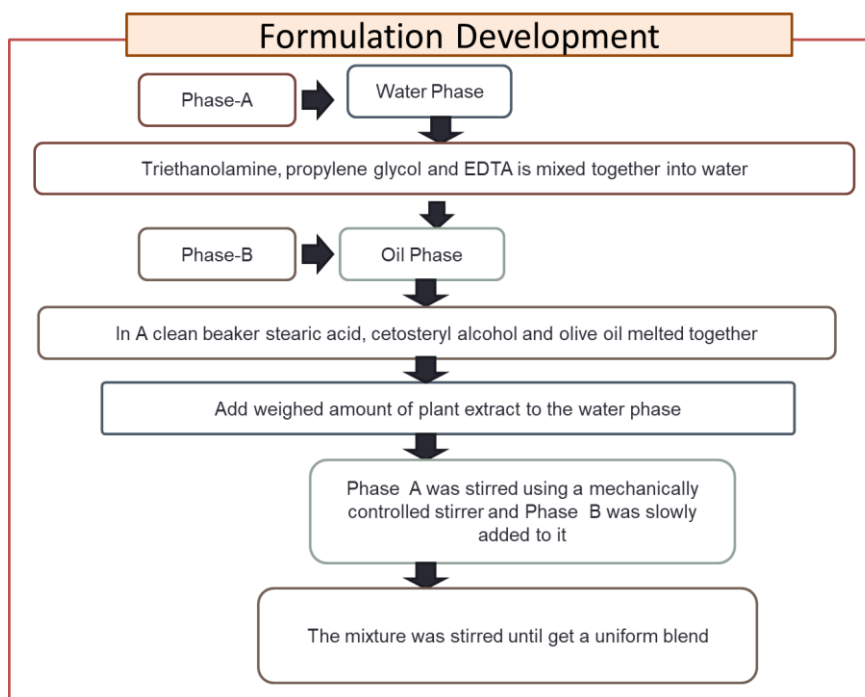 Formulation Development
Phase-A
Water Phase
Triethanolamine, propylene glycol and EDTA is mixed together into water
Phase-B
Oil Phase
In A clean beaker stearic acid, cetosteryl alcohol and olive oil melted together
Add weighed amount of plant extract to the water phase
Phase A was stirred using a mechanically
controlled stirrer and Phase B was slowly
added to it
The mixture was stirred until get a uniform blend